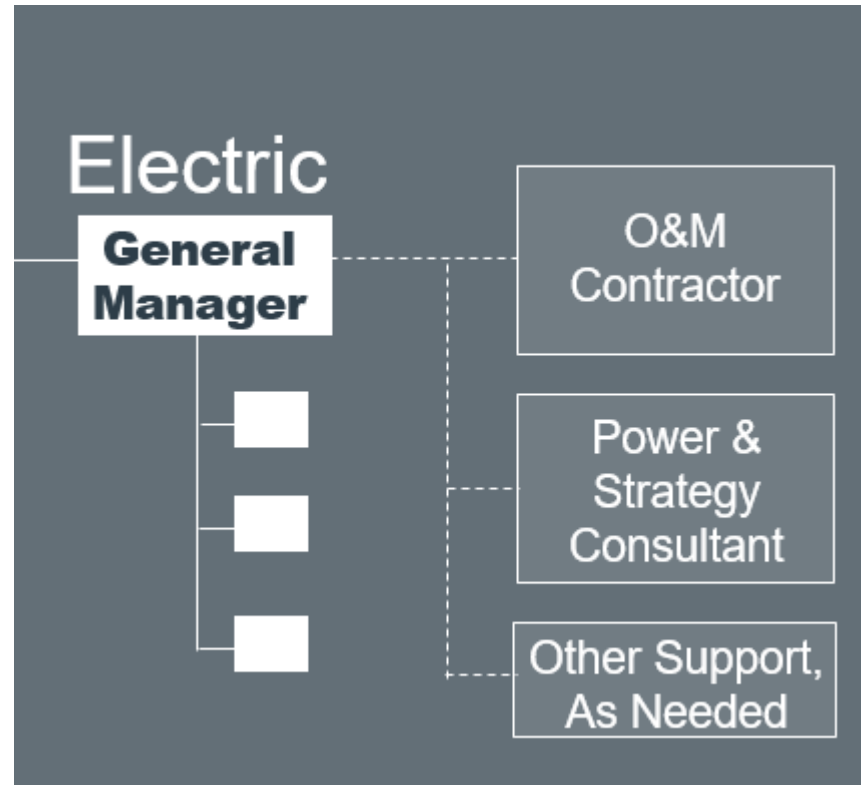 Electric
General
Manager
O&M
Contractor
Power &
Strategy
Consultant
Other Support,
As Needed